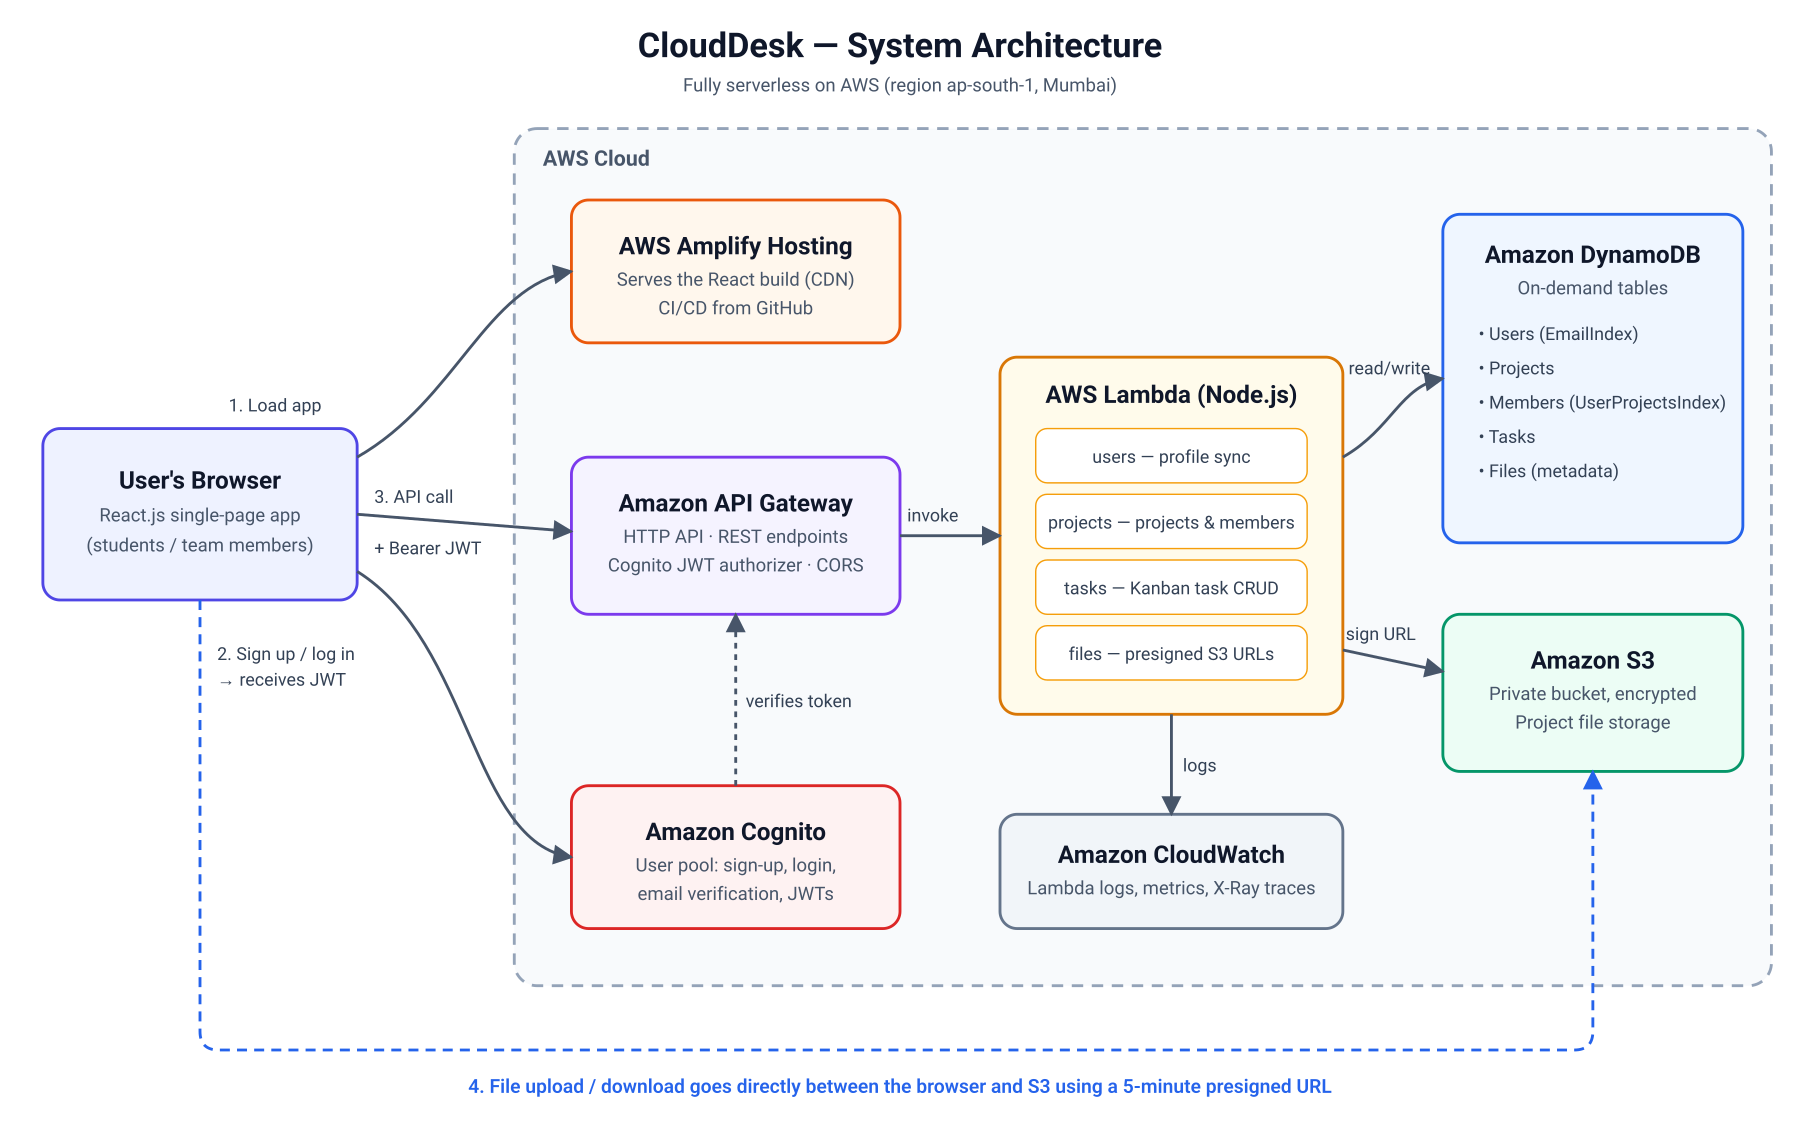 CloudDesk — System Architecture
Fully serverless on AWS (region ap-south-1, Mumbai)
AWS Cloud
AWS Amplify Hosting
Serves the React build (CDN)
CI/CD from GitHub
1. Load app
User's Browser
React.js single-page app
(students / team members)
3. API call
+ Bearer JWT
2. Sign up / log in
→ receives JWT
Amazon API Gateway
HTTP API · REST endpoints
Cognito JWT authorizer · CORS
verifies token
Amazon Cognito
User pool: sign-up, login,
email verification, JWTs
invoke
AWS Lambda (Node.js)
users — profile sync
projects — projects & members
tasks — Kanban task CRUD
files — presigned S3 URLs
logs
Amazon CloudWatch
Lambda logs, metrics, X-Ray traces
read/write
Amazon DynamoDB
On-demand tables
• Users (EmailIndex)
• Projects
• Members (UserProjectsIndex)
• Tasks
• Files (metadata)
sign URL
Amazon S3
Private bucket, encrypted
Project file storage
4. File upload / download goes directly between the browser and S3 using a 5-minute presigned URL